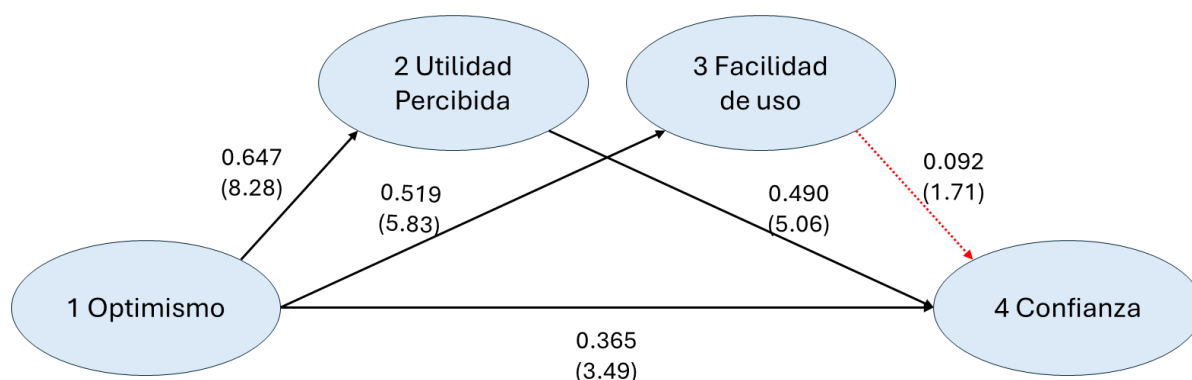 2 Utilidad
Percibida
3 Facilidad
de uso
0.647
(8.28)
0.519
(5.83)
0.490
(5.06)
0.092
(1.71)
1 Optimismo
4 Confianza
0.365
(3.49)